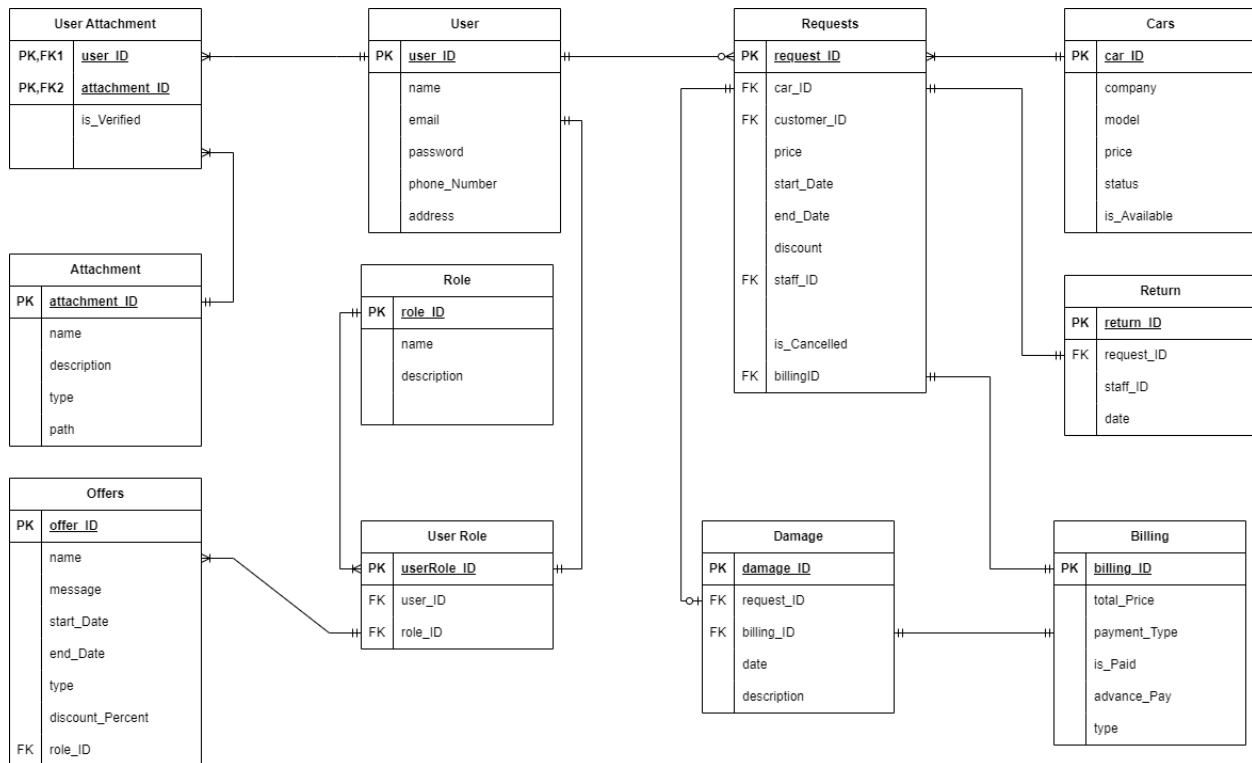 User Attachment
PK,FK1 user_ID
PK,FK2 attachment_ID
is_Verified
User
PK user_ID
name
email
password
phone_Number
address
Requests
PK request_ID
FK car_ID
FK customer_ID
price
start_Date
end_Date
discount
FK staff_ID
is_Cancelled
FK billingID
Cars
PK car_ID
company
model
price
status
is_Available
Attachment
PK attachment_ID
name
description
type
path
Role
PK role_ID
name
description
Return
PK return_ID
FK request_ID
staff_ID
date
Offers
PK offer_ID
name
message
start_Date
end_Date
type
discount_Percent
FK role_ID
User Role
PK userRole_ID
FK user_ID
FK role_ID
Damage
PK damage_ID
FK request_ID
FK billing_ID
date
description
Billing
PK billing_ID
total_Price
payment_Type
is_Paid
advance_Pay
type